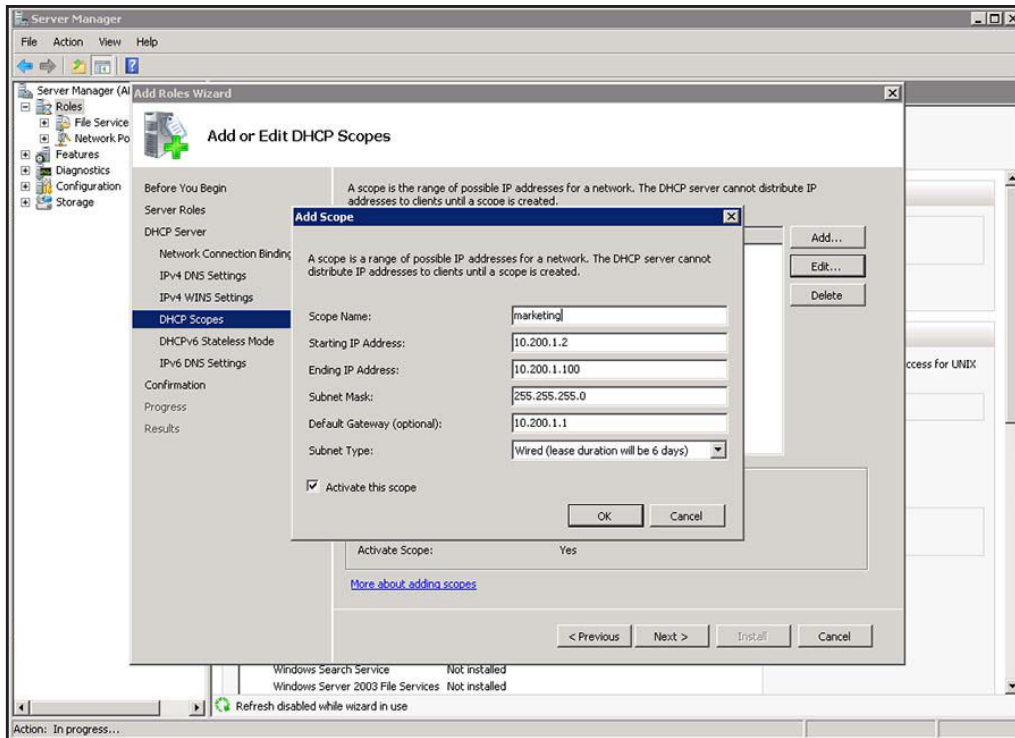 Server Manager
File Action View Help
Server Manager (Al
Roles
File Service
Network Po
Features
Diagnostics
Configuration
Storage
Add Roles Wizard
Add or Edit DHCP Scopes
Before You Begin
Server Roles
DHCP Server
Network Connection Binding
IPv4 DNS Settings
IPv4 WINS Settings
DHCP Scopes
DHCPv6 Stateless Mode
IPv6 DNS Settings
Confirmation
Progress
Results
A scope is the range of possible IP addresses for a network. The DHCP server cannot distribute IP
addresses to clients until a scope is created.
Add...
Edit...
Delete
Add Scope
A scope is a range of possible IP addresses for a network. The DHCP server cannot
distribute IP addresses to clients until a scope is created.
Scope Name: marketing
Starting IP Address: 10.200.1.2
Ending IP Address: 10.200.1.100
Subnet Mask: 255.255.255.0
Default Gateway (optional): 10.200.1.1
Subnet Type: Wired (lease duration will be 6 days)
Activate this scope
OK Cancel
Activate Scope: Yes
More about adding scopes
< Previous Next > Install Cancel
ccess for UNIX
Windows Search Service Not installed
Windows Server 2003 File Services Not installed
Refresh disabled while wizard in use
Action: In progress...